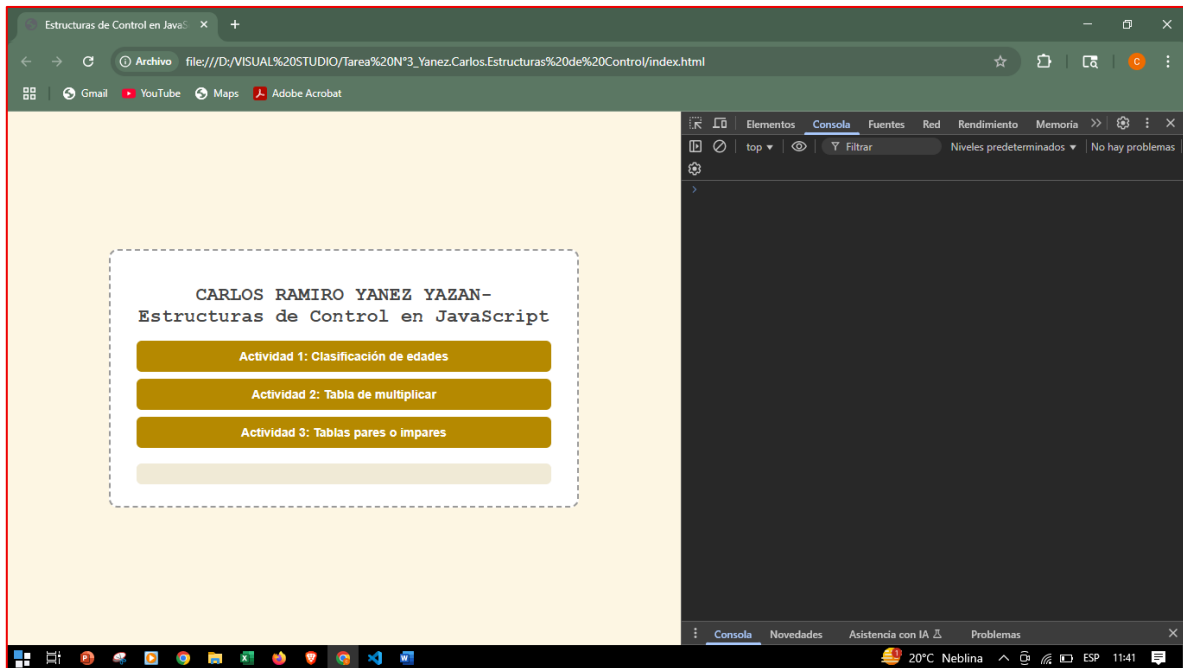 Estructuras de Control en JavaS
Archivo file:///D:/VISUAL%20STUDIO/Tarea%20N°3_Yanez.Carlos.Estructuras%20de%20Control/index.html
Gmail YouTube Maps Adobe Acrobat
Elementos Consola Fuentes Red Rendimiento Memoria
top Filtrar Niveles predeterminados No hay problemas
CARLOS RAMIRO YANEZ YAZAN-
Estructuras de Control en JavaScript
Actividad 1: Clasificación de edades
Actividad 2: Tabla de multiplicar
Actividad 3: Tablas pares o impares
Consola Novedades Asistencia con IA Problemas
20°C Neblina ESP 11:41